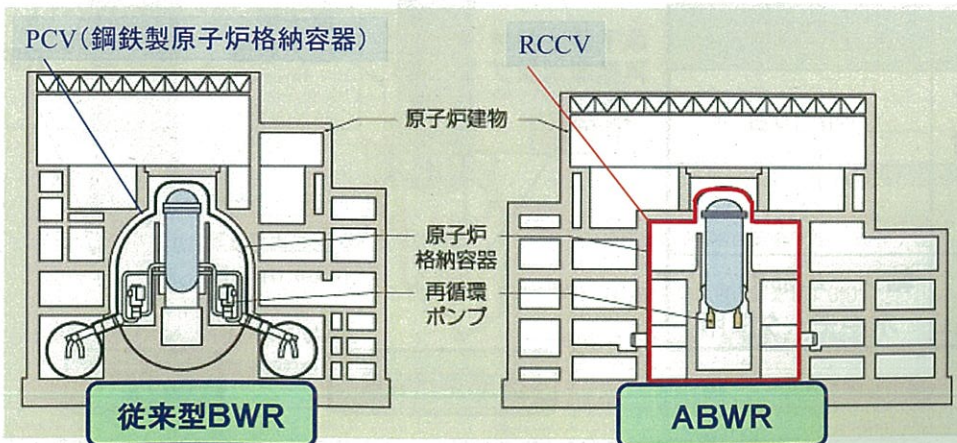 PCV(鋼鉄製原子炉格納容器)
RCCV
原子炉建物
原子炉
格納容器
再循環
ポンプ
従来型BWR
ABWR